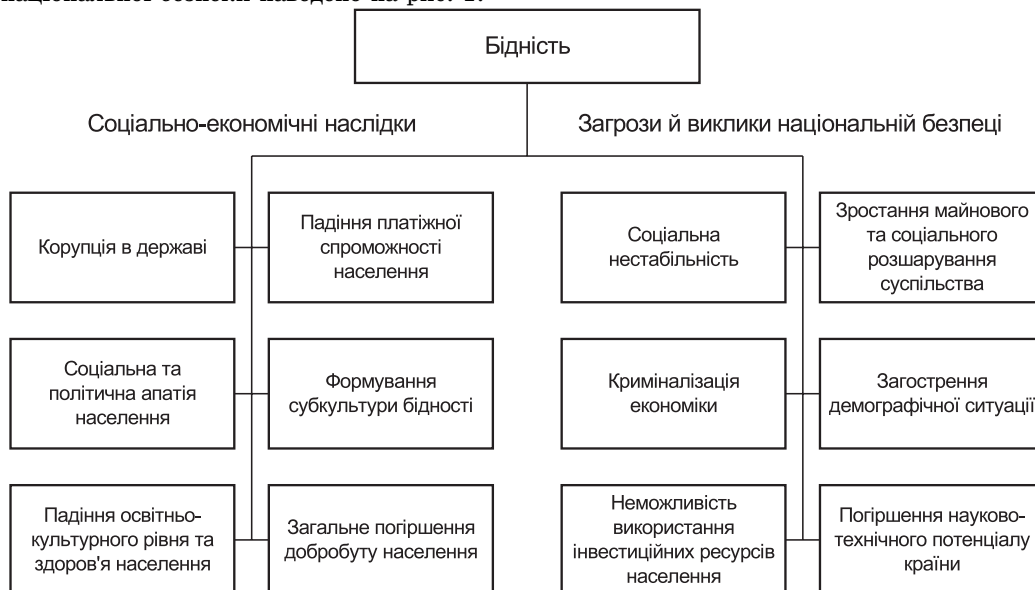 національної безпеки наведено на рис. 1.
Бідність
Соціально-економічні наслідки
Загрози й виклики національній безпеці
Корупція в державі
Падіння платіжної
спроможності
населення
Соціальна
нестабільність
Зростання майнового
та соціального
розшарування
суспільства
Соціальна та
політична апатія
населення
Формування
субкультури бідності
Криміналізація
економіки
Загострення
демографічної ситуації
Падіння освітньо-
культурного рівня та
здоров'я населення
Загальне погіршення
добробуту населення
Неможливість
використання
інвестиційних ресурсів
населення
Погіршення науково-
технічного потенціалу
країни